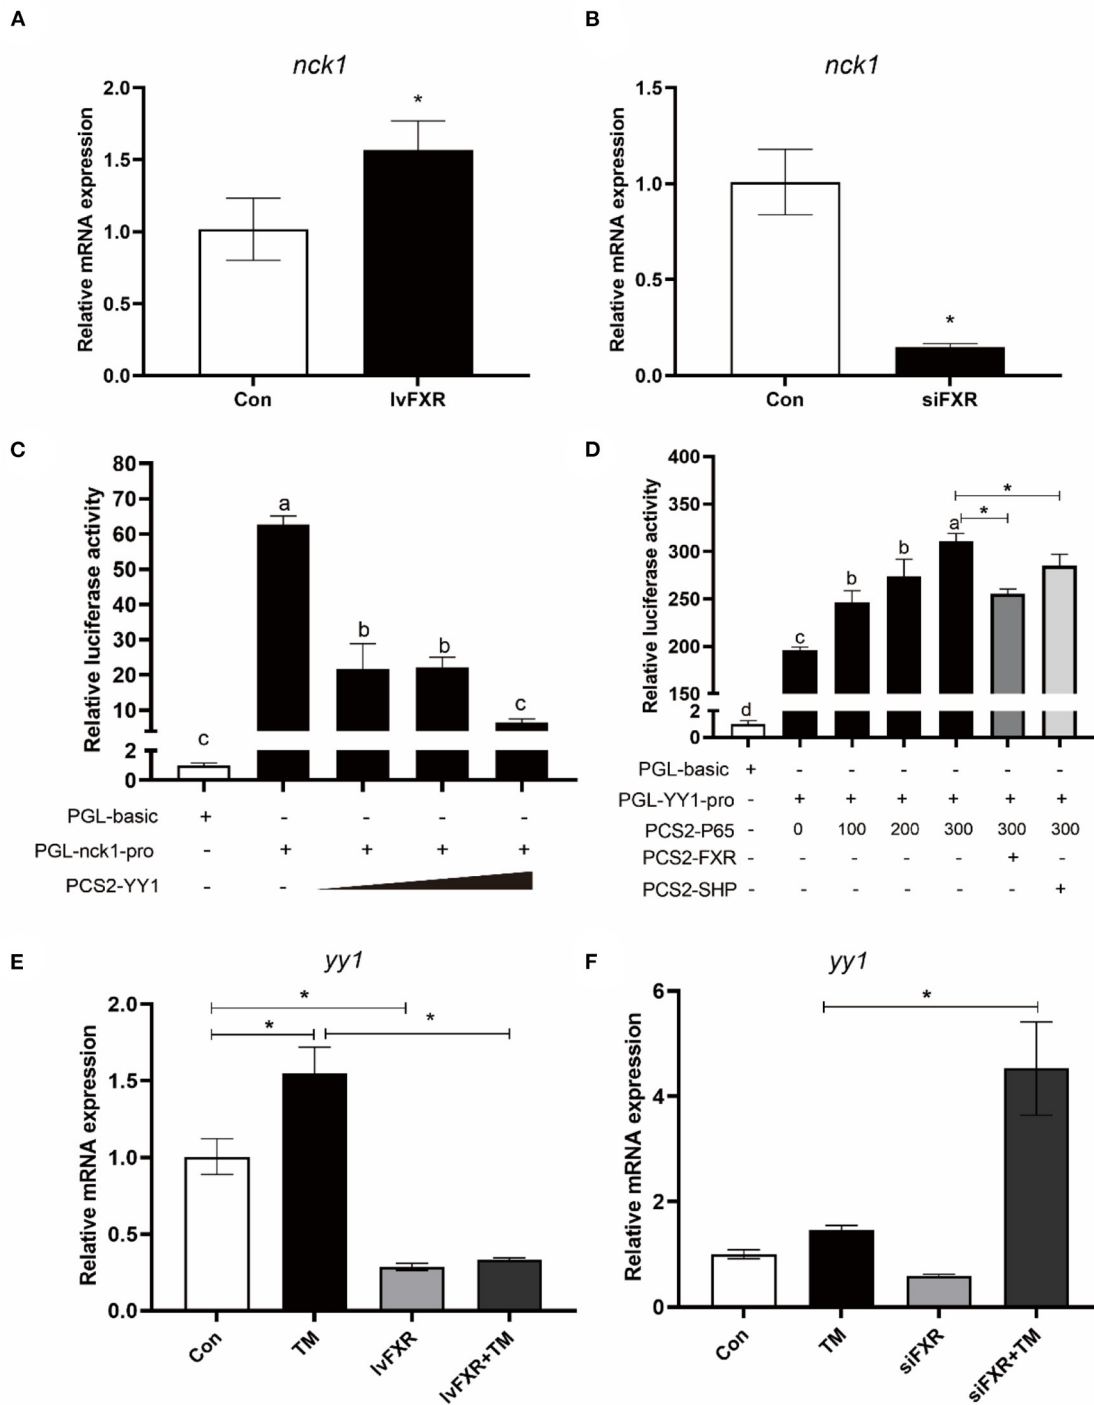 A
nck1
Relative mRNA expression
2.0
*
1.5
1.0
0.5
0.0
Con
lvFXR
B
nck1
Relative mRNA expression
1.5
1.0
0.5
*
0.0
Con
siFXR
C
Relative luciferase activity
80
70
a
60
50
40
30
b
b
20
c
10
2
c
0
PGL-basic + - - - -
PGL-nck1-pro - + + + +
PCS2-YY1 - -
D
Relative luciferase activity
400
350
*
*
a
300
b
b
250
c
200
150
2
d
0
PGL-basic + - - - - - -
PGL-YY1-pro - + + + + + +
PCS2-P65 - 0 100 200 300 300 300
PCS2-FXR - - - - - + -
PCS2-SHP - - - - - - +
E
yy1
Relative mRNA expression
2.0
*
*
*
1.5
1.0
0.5
0.0
Con
TM
lvFXR
lvFXR+TM
F
yy1
Relative mRNA expression
6
*
4
2
0
Con
TM
siFXR
siFXR+TM